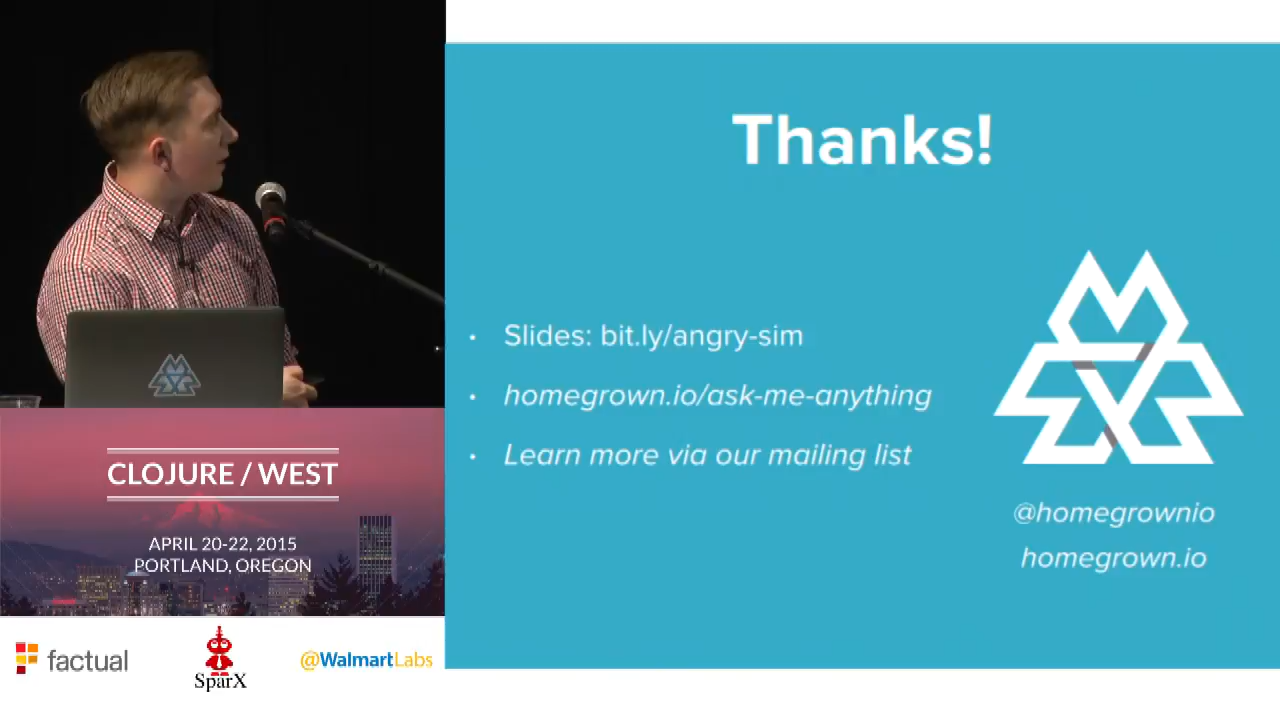 Thanks!
Slides: bit.ly/angry-sim
homegrown.io/ask-me-anything
Learn more via our mailing list
@homegrownio
homegrown.io
CLOJURE / WEST
APRIL 20-22, 2015
PORTLAND, OREGON
factual
SparX
@WalmartLabs